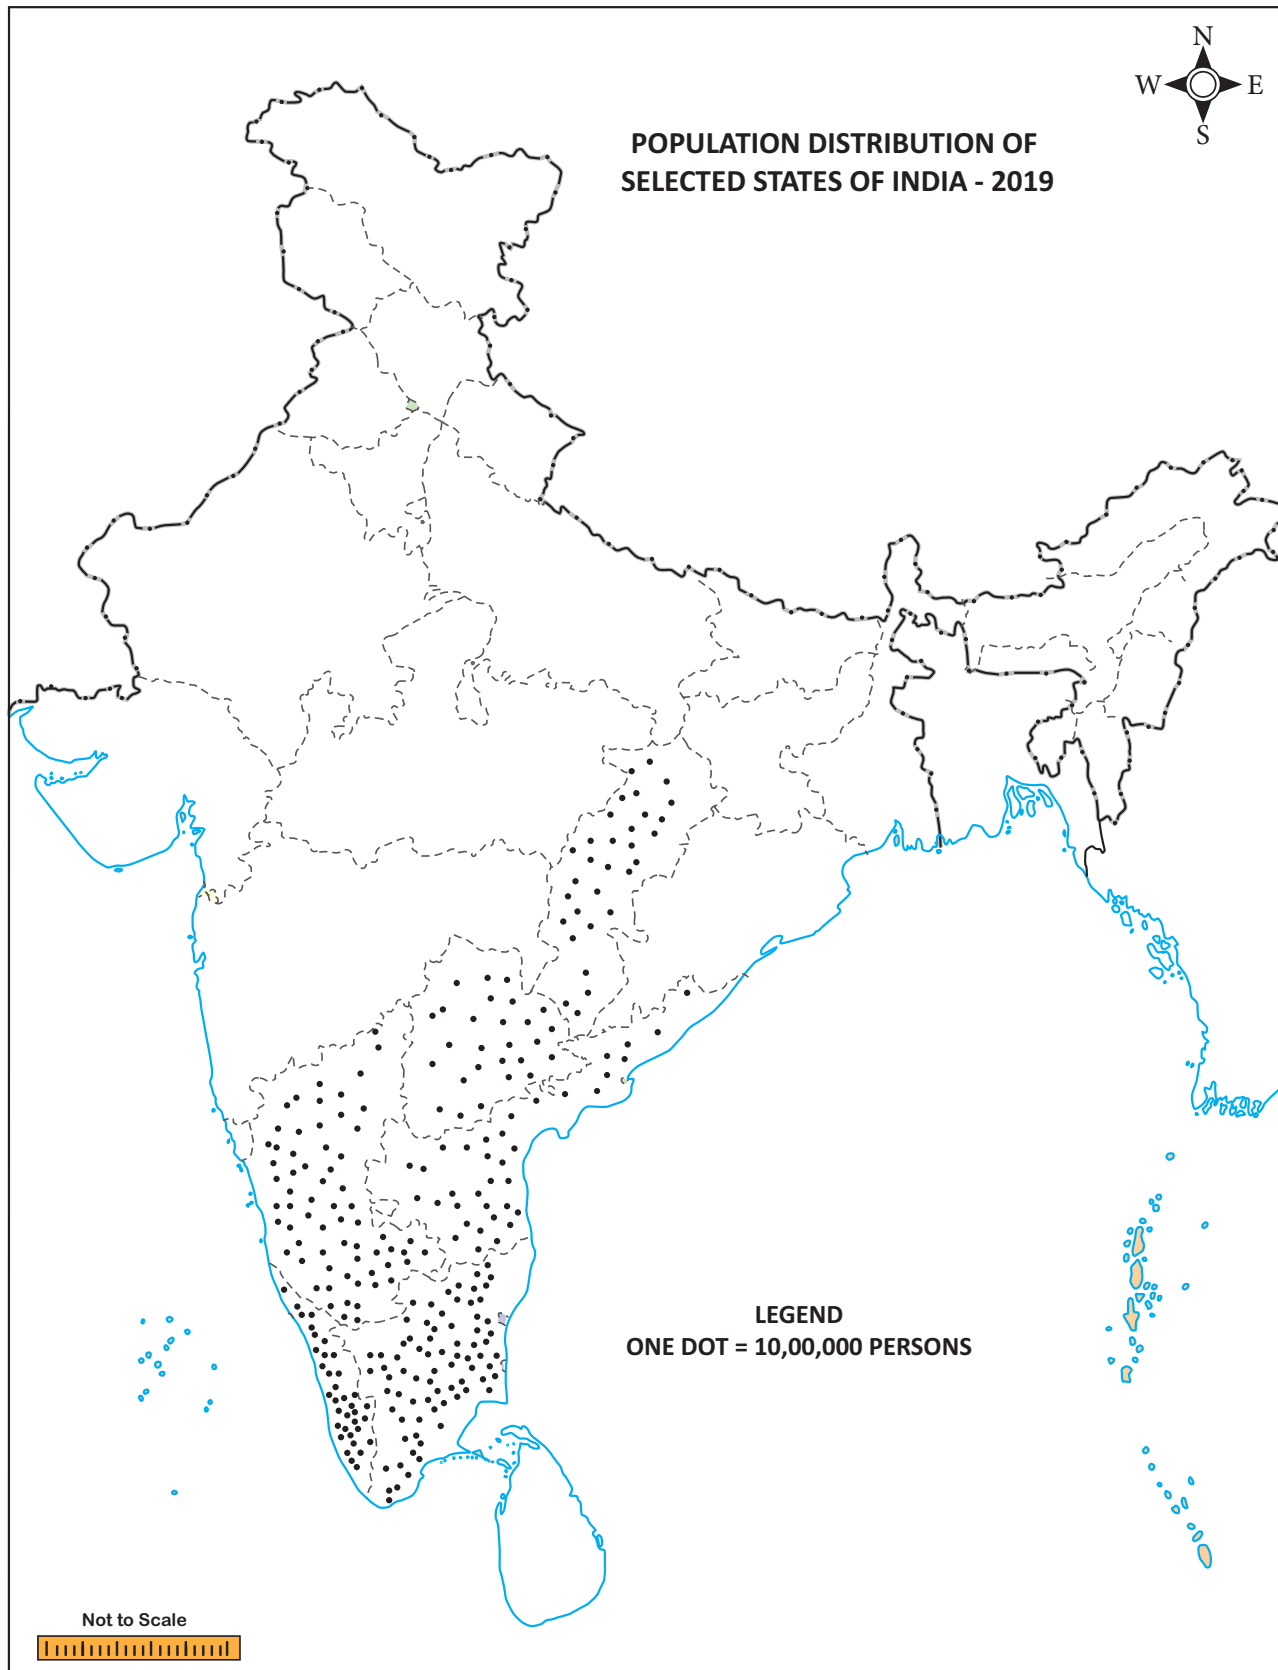 N
W E
S
POPULATION DISTRIBUTION OF
SELECTED STATES OF INDIA - 2019
LEGEND
ONE DOT = 10,00,000 PERSONS
Not to Scale